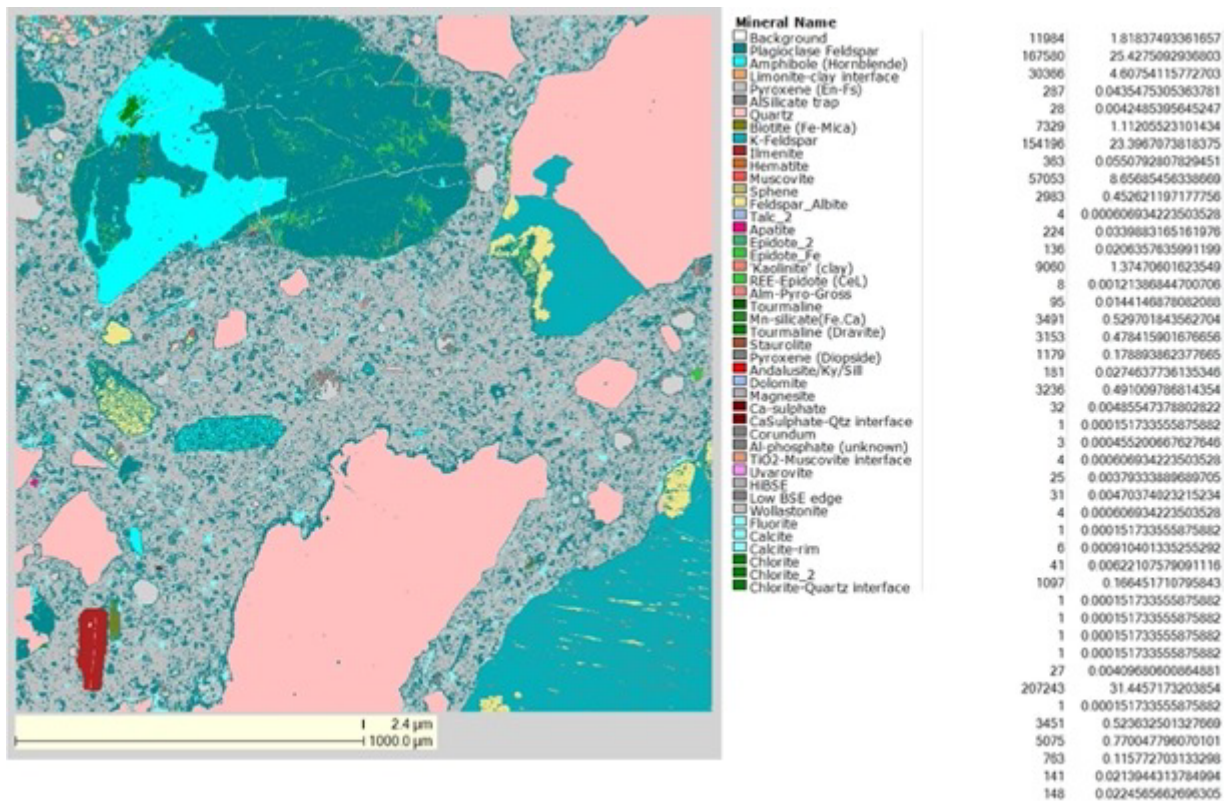 Mineral Name
Background
Plagioclase Feldspar
Amphibole (Hornblende)
Limonite-clay interface
Pyroxene (En-Fs)
AlSilicate trap
Quartz
Biotite (Fe-Mica)
K-Feldspar
Ilmenite
Hematite
Muscovite
Sphene
Feldspar_Albite
Talc_2
Apatite
Epidote_2
Epidote_Fe
'Kaolinite' (clay)
REE-Epidote (CeL)
Alm-Pyro-Gross
Tourmaline
Mn-silicate(Fe.Ca)
Tourmaline (Dravite)
Staurolite
Pyroxene (Diopside)
Andalusite/Ky/Sill
Dolomite
Magnesite
Ca-sulphate
CaSulphate-Qtz interface
Corundum
Al-phosphate (unknown)
TiO2-Muscovite interface
Uvarovite
HiBSE
Low BSE edge
Wollastonite
Fluorite
Calcite
Calcite-rim
Chlorite
Chlorite_2
Chlorite-Quartz interface
11984 1.81837493361657
167580 25.4275092936803
30366 4.60754115772703
287 0.0435475305363781
28 0.0042485395645247
7329 1.11205523101434
154196 23.3967073818375
363 0.0550792807829451
57053 8.65685456338669
2983 0.452621197177756
4 0.000606934223503528
224 0.0339883165161976
136 0.0206357635991199
9060 1.37470601623549
8 0.00121386844700706
95 0.0144146878082088
3491 0.529701843562704
3153 0.478415901676656
1179 0.178893862377665
181 0.0274637736135346
3236 0.491009786814354
32 0.00485547378802822
1 0.000151733555875882
3 0.000455200667627646
4 0.000606934223503528
25 0.00379333889689705
31 0.00470374023215234
4 0.000606934223503528
1 0.000151733555875882
6 0.000910401335255292
41 0.00622107579091116
1097 0.166451710795843
1 0.000151733555875882
1 0.000151733555875882
1 0.000151733555875882
1 0.000151733555875882
27 0.00409680600864881
207243 31.4457173203854
1 0.000151733555875882
3451 0.523632501327669
5075 0.770047796070101
763 0.115772703133298
141 0.0213944313784994
148 0.0224565662696305
2.4 µm
1000.0 µm